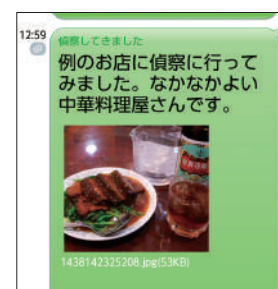 12:59
偵察してきました
例のお店に偵察に行って
みました。なかなかよい
中華料理屋さんです。
1438142325208.jpg(53KB)